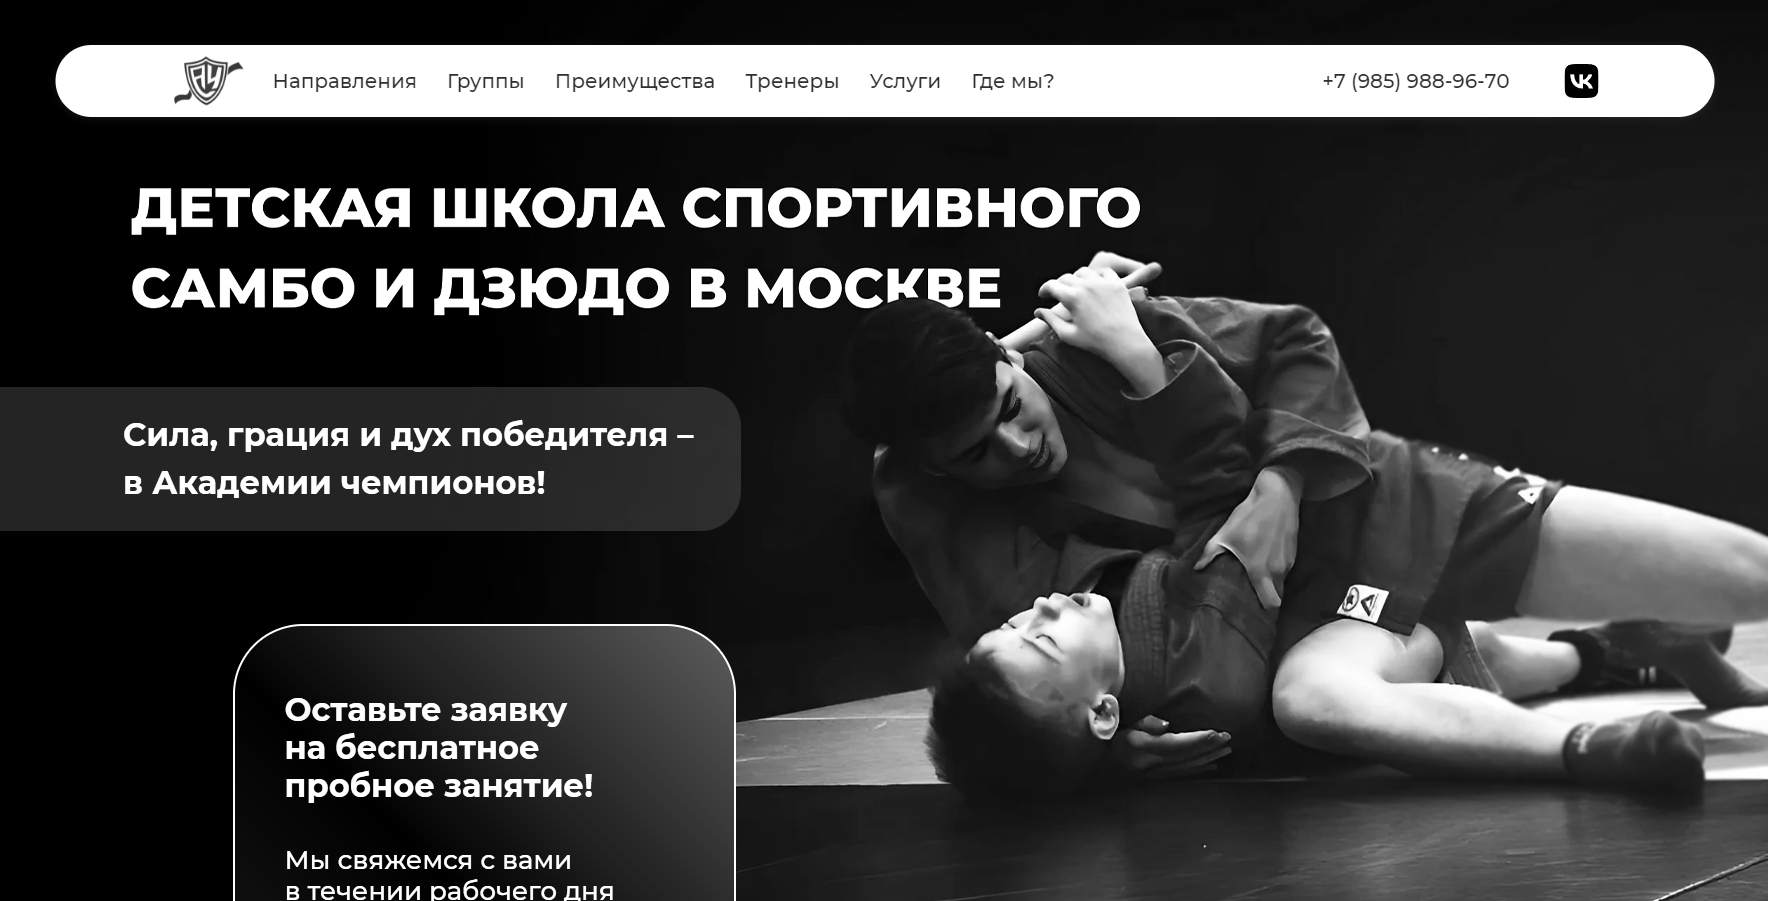 Направления Группы Преимущества Тренеры Услуги Где мы? +7 (985) 988-96-70
ДЕТСКАЯ ШКОЛА СПОРТИВНОГО
САМБО И ДЗЮДО В МОСКВЕ
Сила, грация и дух победителя –
в Академии чемпионов!
Оставьте заявку
на бесплатное
пробное занятие!
Мы свяжемся с вами
в течении рабочего дня